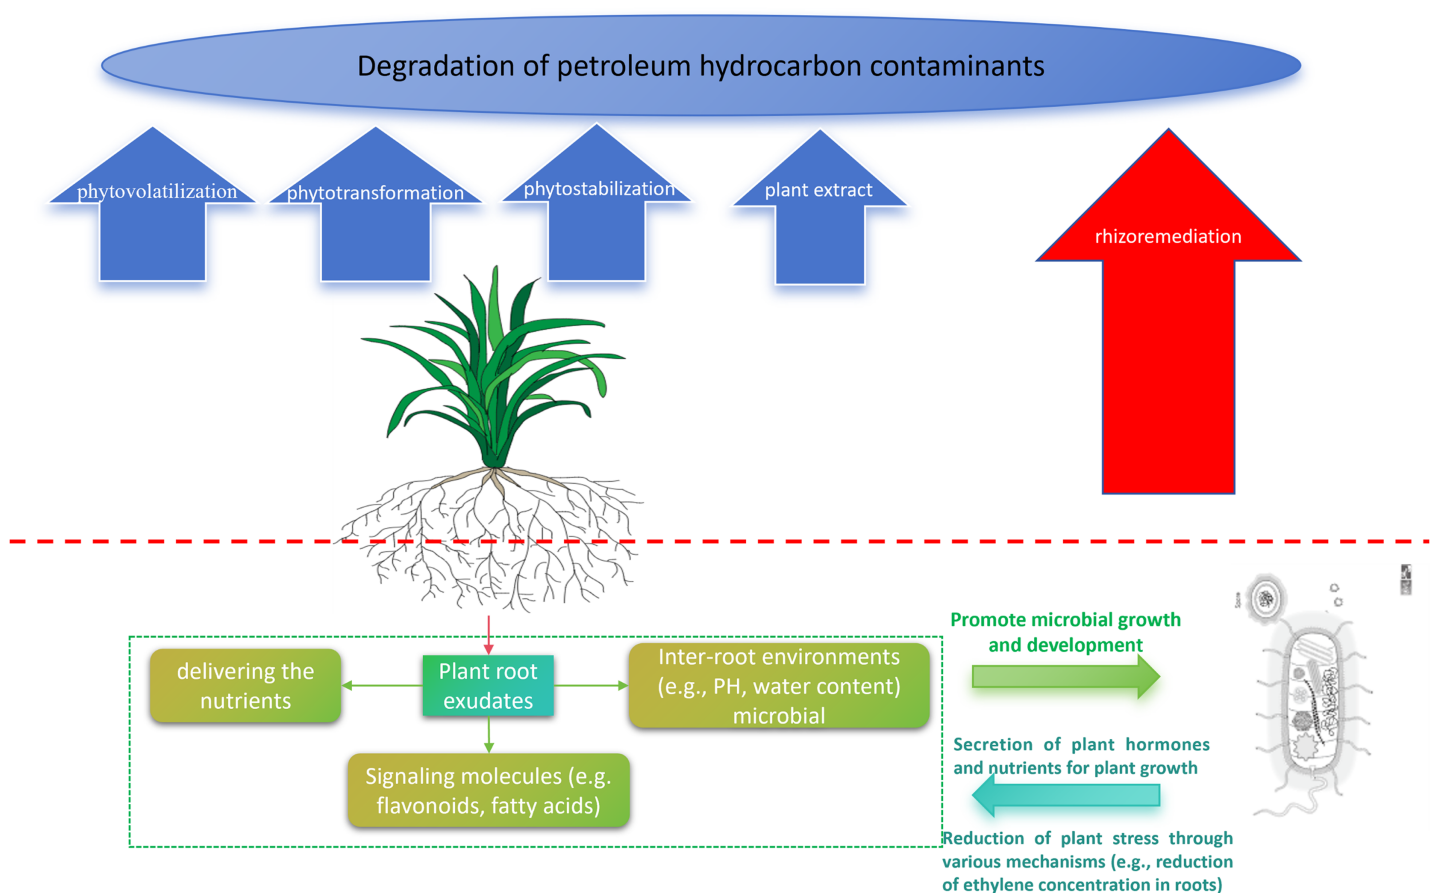 Degradation of petroleum hydrocarbon contaminants
phytovolatilization
phytotransformation
phytostabilization
plant extract
rhizoremediation
delivering the
nutrients
Plant root
exudates
Inter-root environments
(e.g., PH, water content)
microbial
Signaling molecules (e.g.
flavonoids, fatty acids)
Promote microbial growth
and development
Spore
Secretion of plant hormones
and nutrients for plant growth
Reduction of plant stress through
various mechanisms (e.g., reduction
of ethylene concentration in roots)